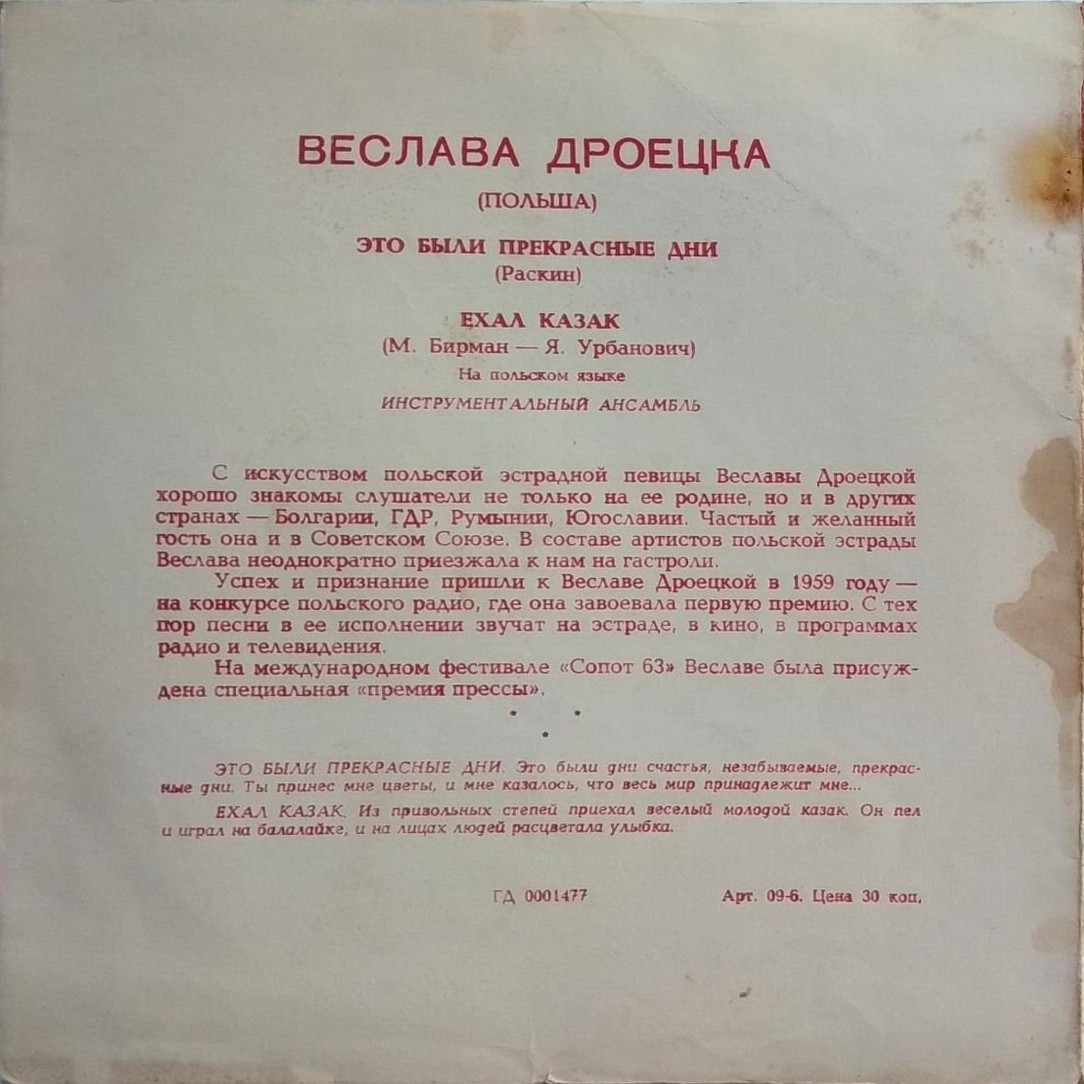 ВЕСЛАВА ДРОЕЦКА
(ПОЛЬША)
ЭТО БЫЛИ ПРЕКРАСНЫЕ ДНИ
(Раскин)
ЕХАЛ КАЗАК
(М. Бирман — Я. Урбанович)
На польском языке
ИНСТРУМЕНТАЛЬНЫЙ АНСАМБЛЬ
С искусством польской эстрадной певицы Веславы Дроецкой
хорошо знакомы слушатели не только на ее родине, но и в других
странах — Болгарии, ГДР, Румынии, Югославии. Частый и желанный
гость она и в Советском Союзе. В составе артистов польской эстрады
Веслава неоднократно приезжала к нам на гастроли.
Успех и признание пришли к Веславе Дроецкой в 1959 году —
на конкурсе польского радио, где она завоевала первую премию. С тех
пор песни в ее исполнении звучат на эстраде, в кино, в программах
радио и телевидения.
На международном фестивале «Сопот 63» Веславе была присуж-
дена специальная «премия прессы».
ЭТО БЫЛИ ПРЕКРАСНЫЕ ДНИ. Это были дни счастья, незабываемые, прекрас-
ные дни. Ты принес мне цветы, и мне казалось, что весь мир принадлежит мне...
ЕХАЛ КАЗАК. Из привольных степей приехал веселый молодой казак. Он пел
и играл на балалайке, и на лицах людей расцветала улыбка.
ГД 0001477 Арт. 09-6. Цена 30 коп.